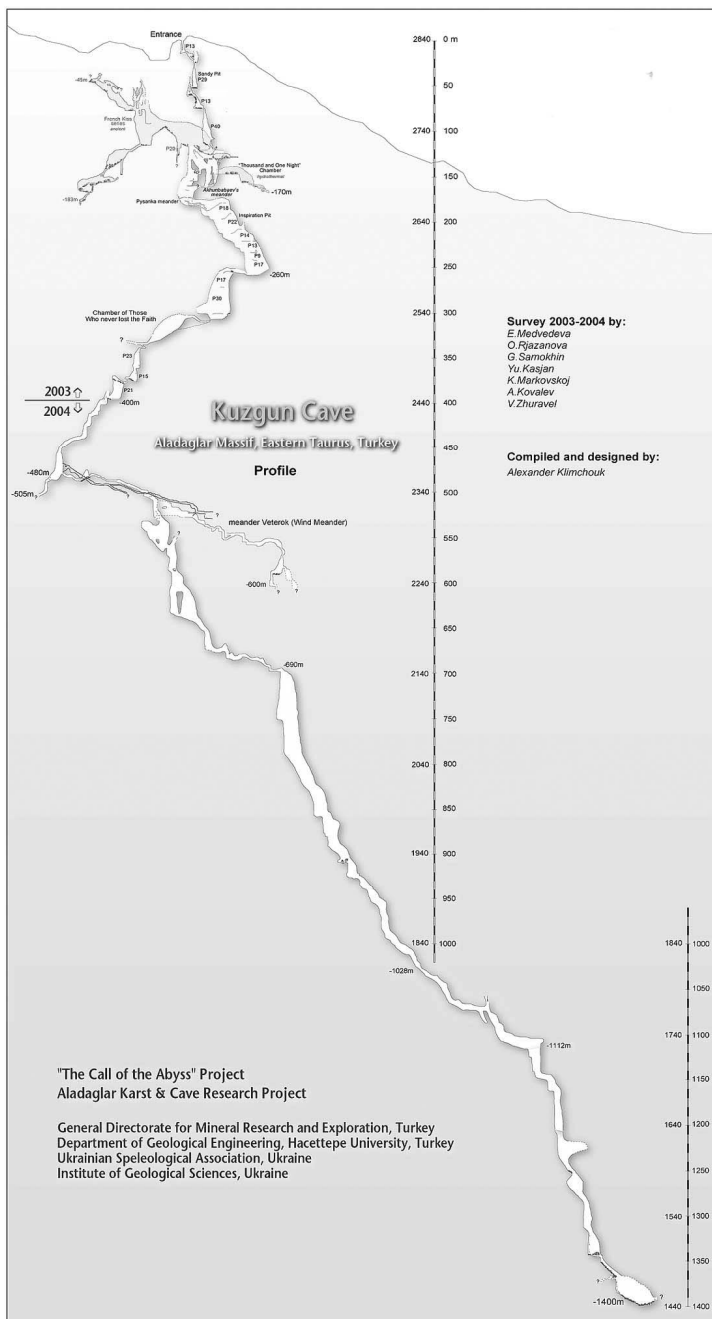 Entrance
P13
Sandy Pit
P29
P13
P40
-45m
French Kiss
series
ancient
P20
"Thousand and One Night"
Chamber
hydrothermal
-170m
-183m
Akhunbabaev's
meander
Pysanka meander
P18
Inspiration Pit
P22
P14
P13
P9
P17
-260m
P17
P30
Chamber of Those
Who never lost the Faith
?
P23
P15
P21
2003
-400m
2004
Kuzgun Cave
Aladaglar Massif, Eastern Taurus, Turkey
Profile
-480m
-505m
?
?
?
meander Veterok (Wind Meander)
?
-600m
?
?
-690m
-1028m
-1112m
?
?
-1400m
2840 0 m
50
2740 100
150
2640 200
250
2540 300
350
2440 400
450
2340 500
550
2240 600
650
2140 700
750
2040 800
850
1940 900
950
1840 1000
1840 1000
1050
1740 1100
1150
1640 1200
1250
1540 1300
1350
1440 1400
Survey 2003-2004 by:
E.Medvedeva
O.Rjazanova
G.Samokhin
Yu.Kasjan
K.Markovskoj
A.Kovalev
V.Zhuravel
Compiled and designed by:
Alexander Klimchouk
"The Call of the Abyss" Project
Aladaglar Karst & Cave Research Project
General Directorate for Mineral Research and Exploration, Turkey
Department of Geological Engineering, Hacettepe University, Turkey
Ukrainian Speleological Association, Ukraine
Institute of Geological Sciences, Ukraine